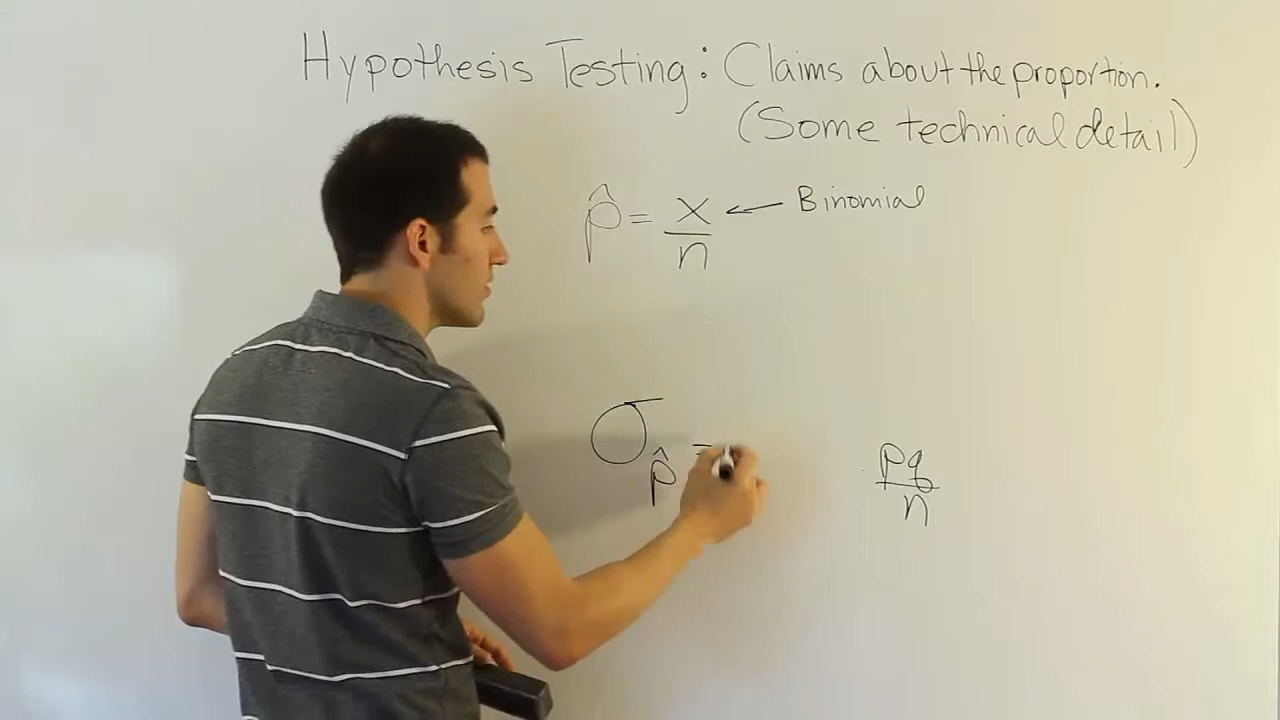 Hypothesis Testing: Claims about the proportion.
(Some technical detail)
p̂ = x/n ← Binomial
σp̂ = pq/n